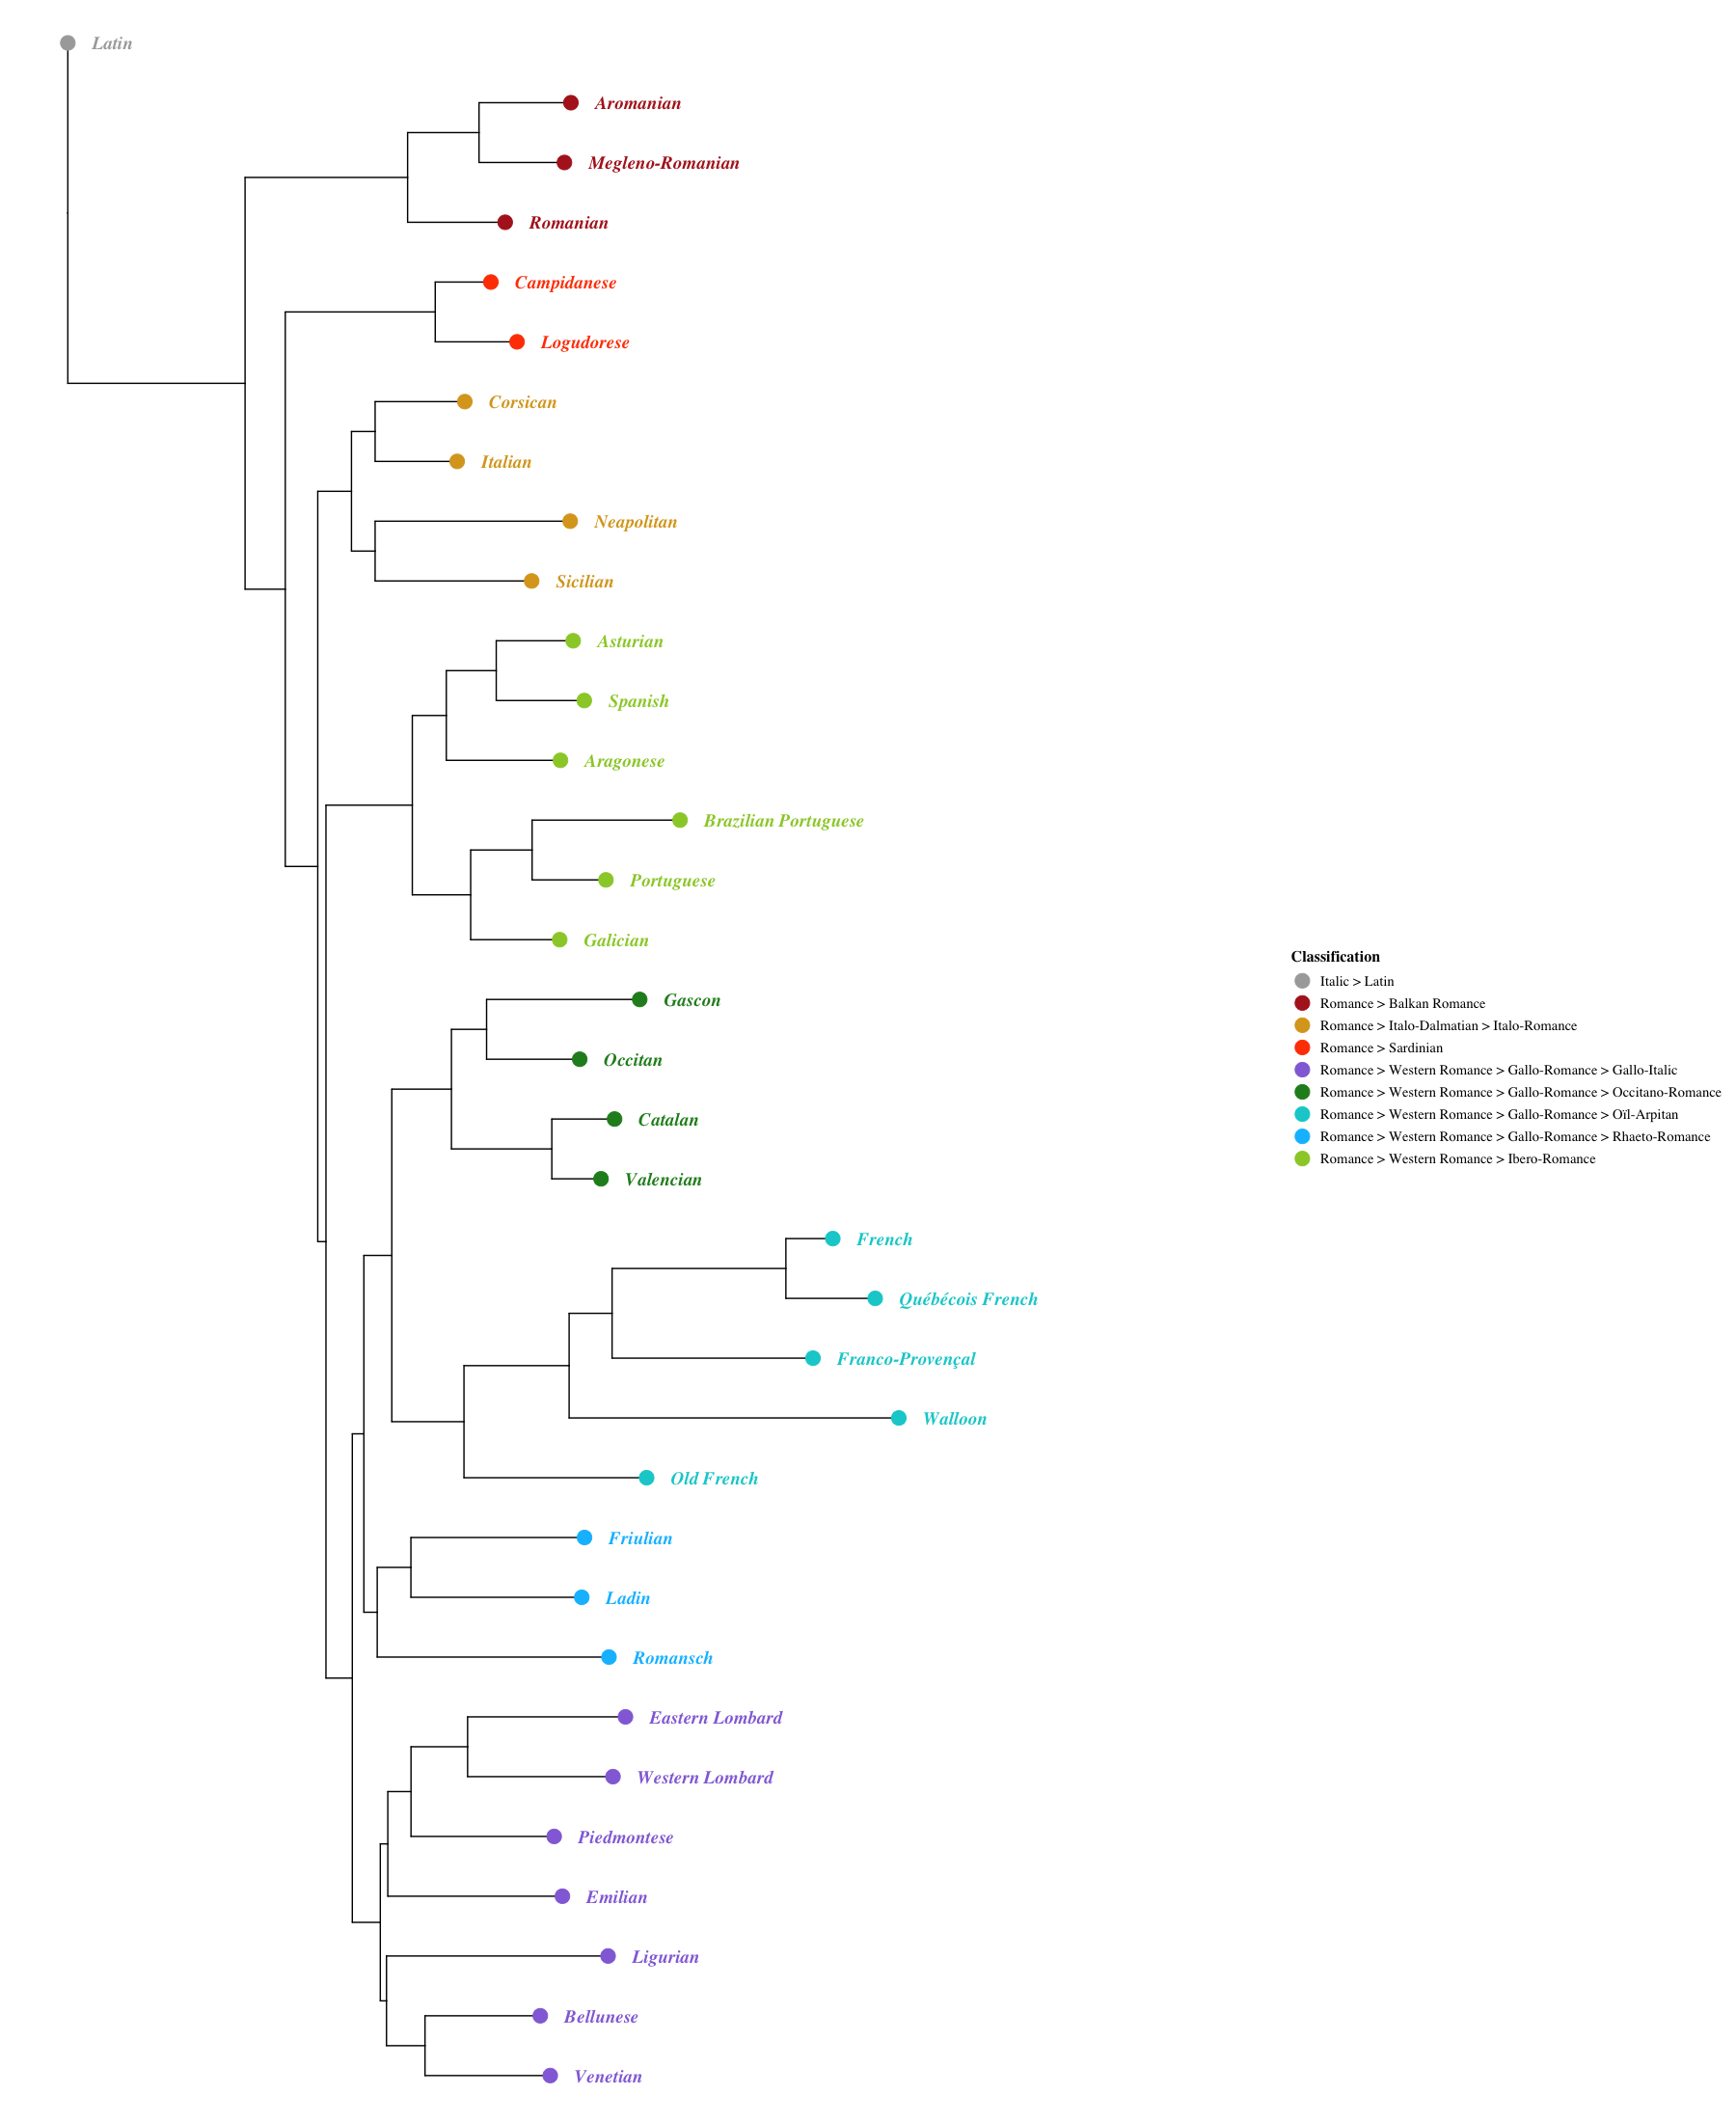 Latin
Aromanian
Megleno-Romanian
Romanian
Campidanese
Logudorese
Corsican
Italian
Neapolitan
Sicilian
Asturian
Spanish
Aragonese
Brazilian Portuguese
Portuguese
Galician
Gascon
Occitan
Catalan
Valencian
French
Québécois French
Franco-Provençal
Walloon
Old French
Friulian
Ladin
Romansch
Eastern Lombard
Western Lombard
Piedmontese
Emilian
Ligurian
Bellunese
Venetian
Classification
Italic > Latin
Romance > Balkan Romance
Romance > Italo-Dalmatian > Italo-Romance
Romance > Sardinian
Romance > Western Romance > Gallo-Romance > Gallo-Italic
Romance > Western Romance > Gallo-Romance > Occitano-Romance
Romance > Western Romance > Gallo-Romance > Oïl-Arpitan
Romance > Western Romance > Gallo-Romance > Rhaeto-Romance
Romance > Western Romance > Ibero-Romance